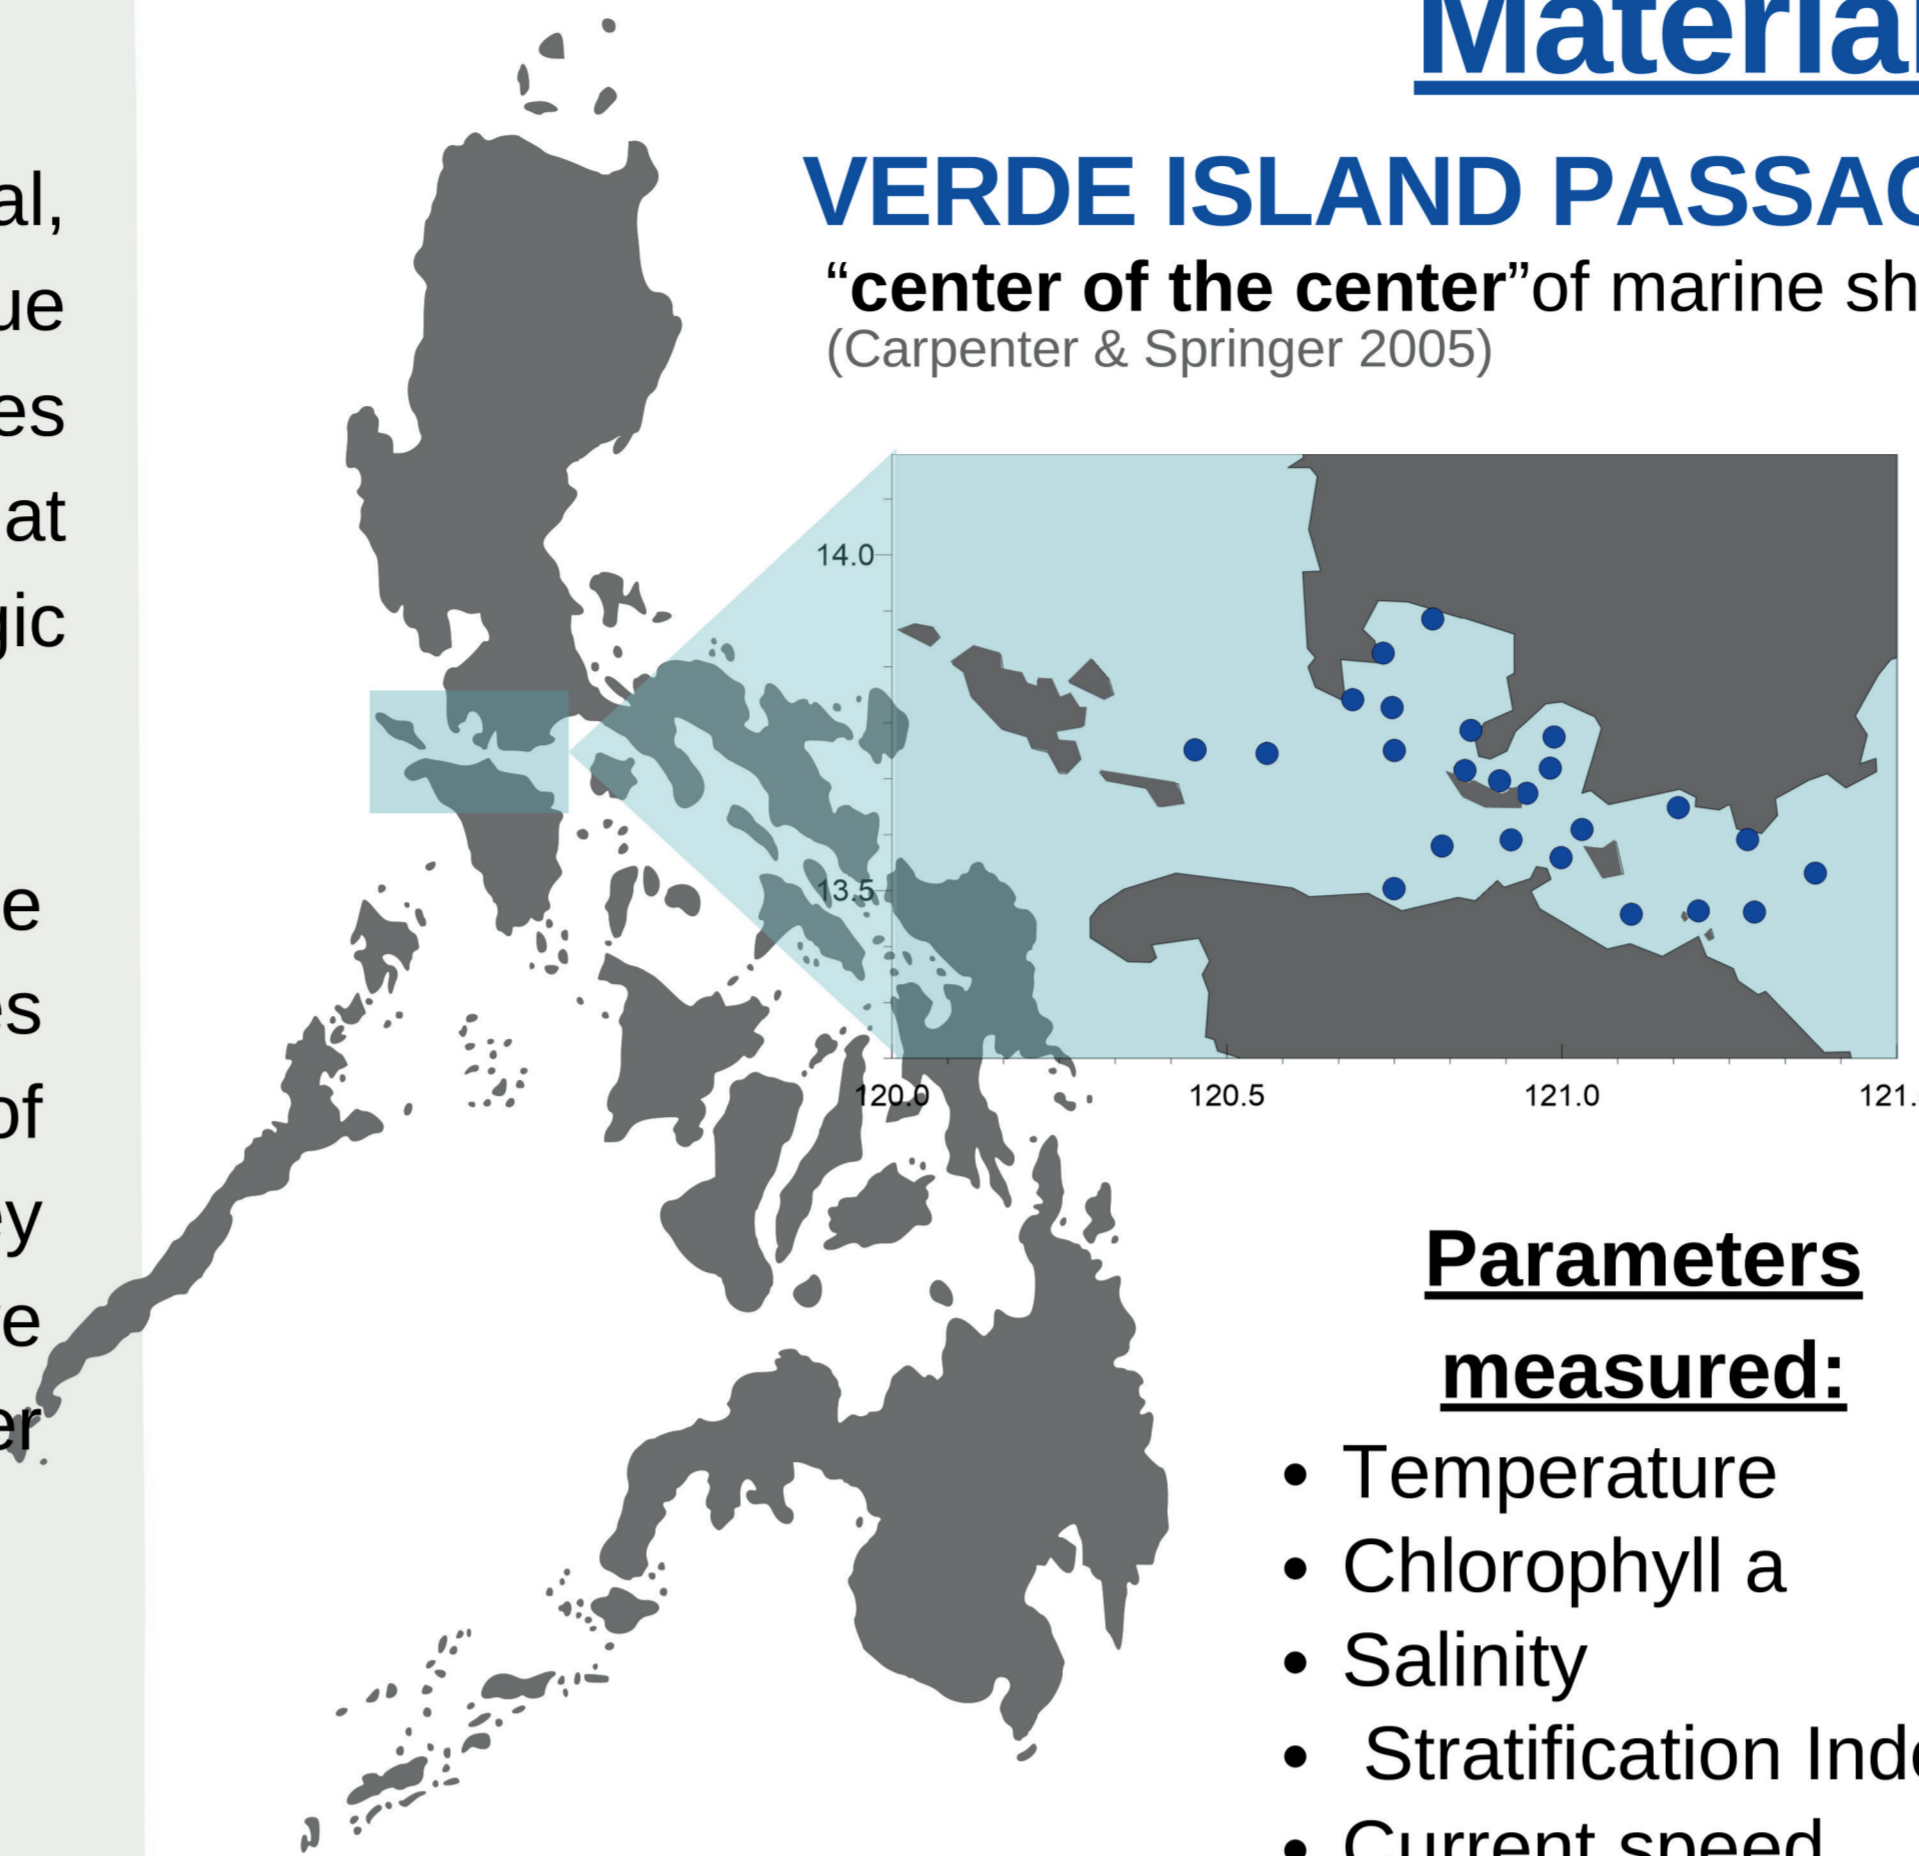 Material
VERDE ISLAND PASSAG
“center of the center”of marine sh
(Carpenter & Springer 2005)
al,
ue
es
at
gic
e
es
of
ey
e
er
14.0
13.5
120.0 120.5 121.0 121.
Parameters
measured:
• Temperature
• Chlorophyll a
• Salinity
• Stratification Inde
• Current speed